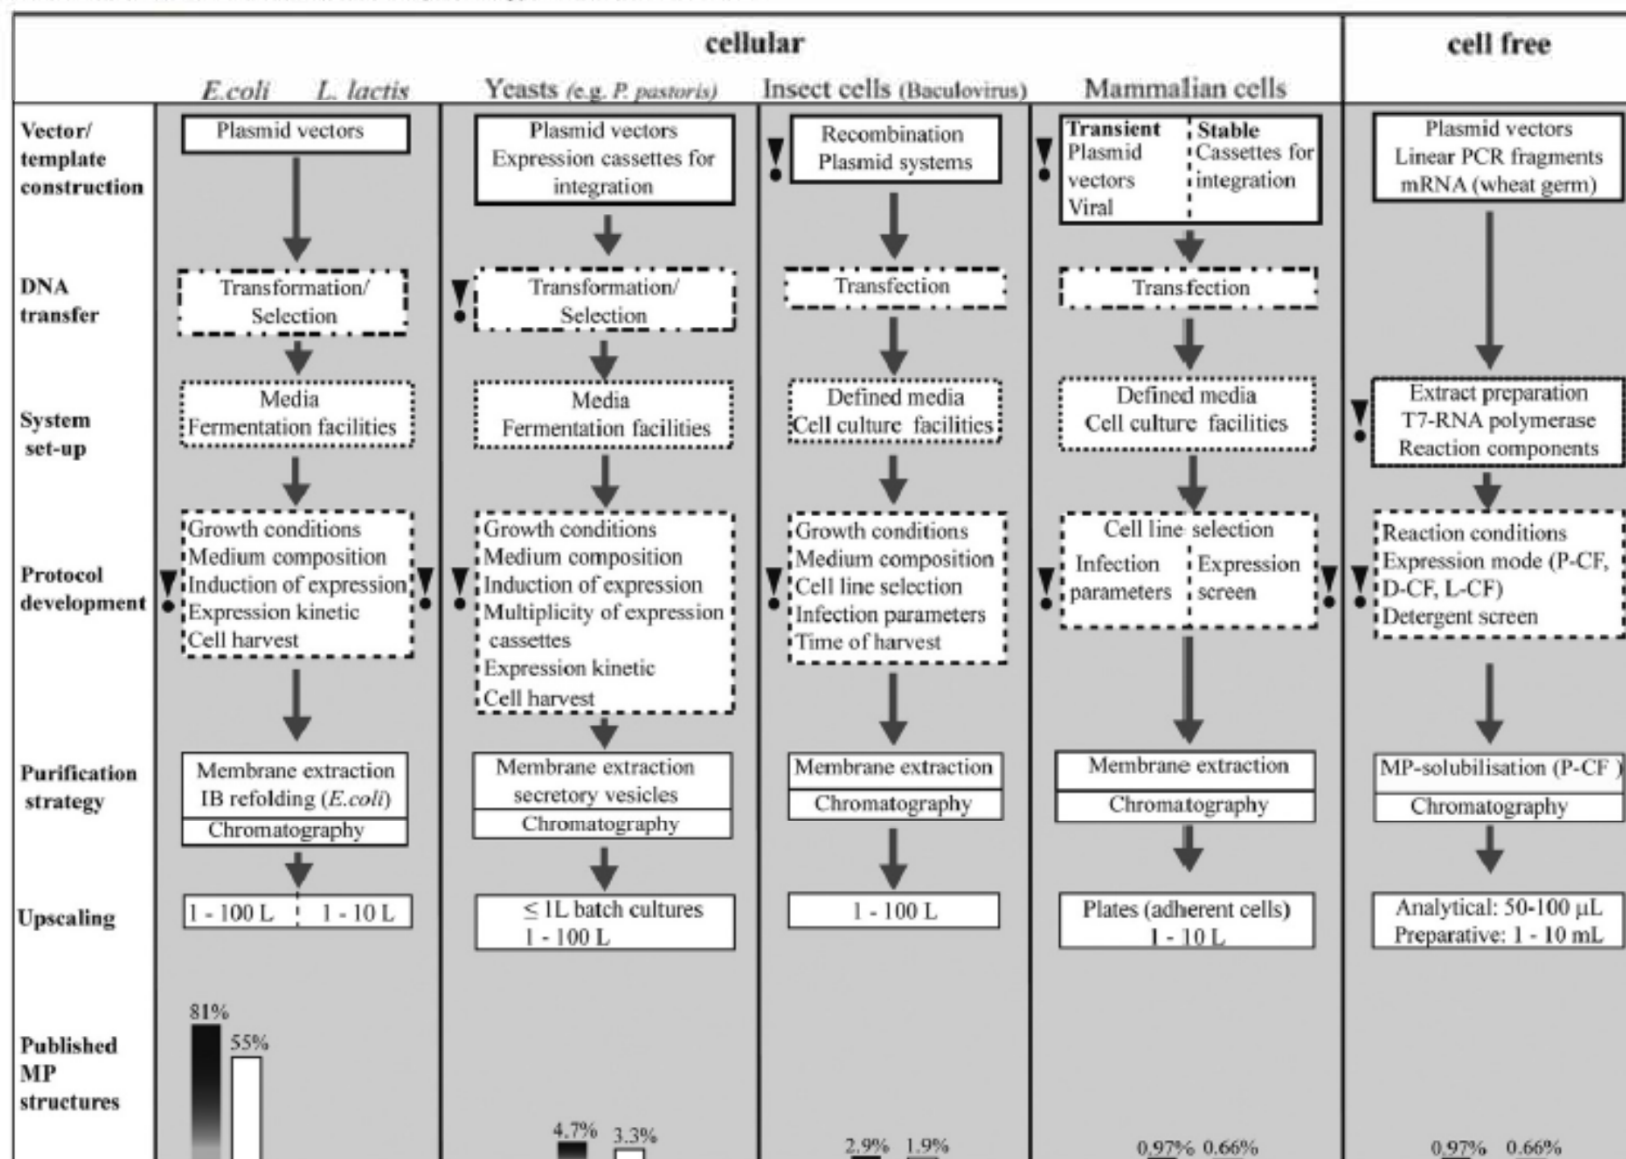 cellular
cell free
E.coli L. lactis
Yeasts (e.g. P. pastoris)
Insect cells (Baculovirus)
Mammalian cells
Vector/
template
construction
Plasmid vectors
Plasmid vectors
Expression cassettes for
integration
Recombination
Plasmid systems
Transient
Plasmid
vectors
Viral
Stable
Cassettes for
integration
Plasmid vectors
Linear PCR fragments
mRNA (wheat germ)
DNA
transfer
Transformation/
Selection
Transformation/
Selection
Transfection
Transfection
System
set-up
Media
Fermentation facilities
Media
Fermentation facilities
Defined media
Cell culture facilities
Defined media
Cell culture facilities
Extract preparation
T7-RNA polymerase
Reaction components
Protocol
development
Growth conditions
Medium composition
Induction of expression
Expression kinetic
Cell harvest
Growth conditions
Medium composition
Induction of expression
Multiplicity of expression
cassettes
Expression kinetic
Cell harvest
Growth conditions
Medium composition
Cell line selection
Infection parameters
Time of harvest
Cell line selection
Infection
parameters
Expression
screen
Reaction conditions
Expression mode (P-CF,
D-CF, L-CF)
Detergent screen
Purification
strategy
Membrane extraction
IB refolding (E.coli)
Chromatography
Membrane extraction
secretory vesicles
Chromatography
Membrane extraction
Chromatography
Membrane extraction
Chromatography
MP-solubilisation (P-CF )
Chromatography
Upscaling
1 - 100 L
1 - 10 L
≤ 1L batch cultures
1 - 100 L
1 - 100 L
Plates (adherent cells)
1 - 10 L
Analytical: 50-100 µL
Preparative: 1 - 10 mL
Published
MP
structures
81%
55%
4.7%
3.3%
2.9%
1.9%
0.97%
0.66%
0.97%
0.66%